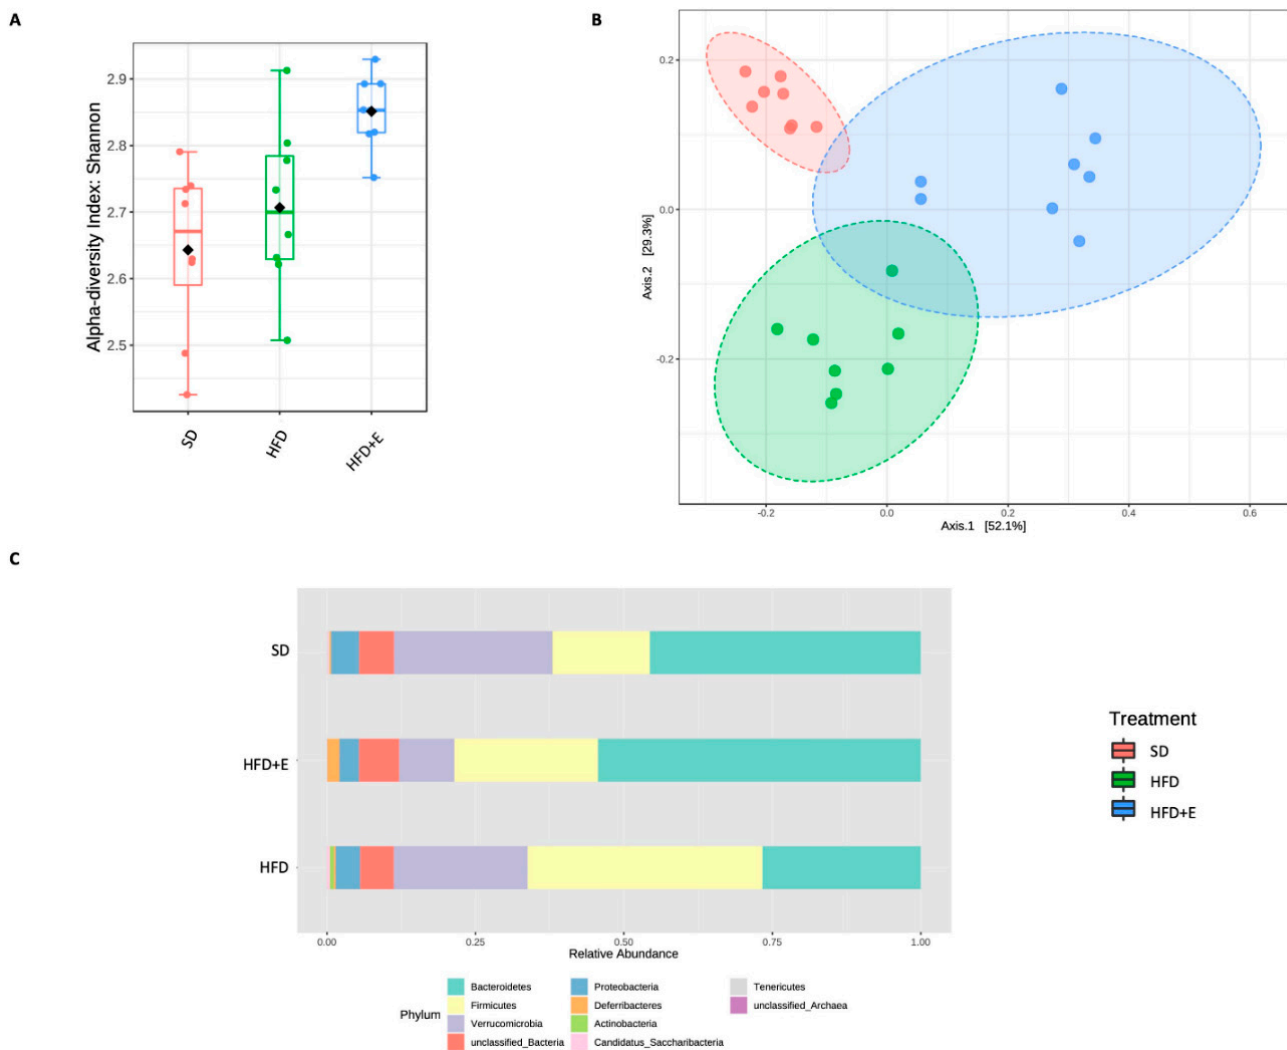 A
B
Alpha-diversity Index: Shannon
2.9
2.8
2.7
2.6
2.5
SD
HFD
HFD+E
Axis.2 [29.3%]
0.2
0.0
-0.2
-0.2
0.0
0.2
0.4
0.6
Axis.1 [52.1%]
C
SD
HFD+E
HFD
0.00
0.25
0.50
0.75
1.00
Relative Abundance
Treatment
SD
HFD
HFD+E
Phylum
Bacteroidetes
Firmicutes
Verrucomicrobia
unclassified_Bacteria
Proteobacteria
Deferribacteres
Actinobacteria
Candidatus_Saccharibacteria
Tenericutes
unclassified_Archaea